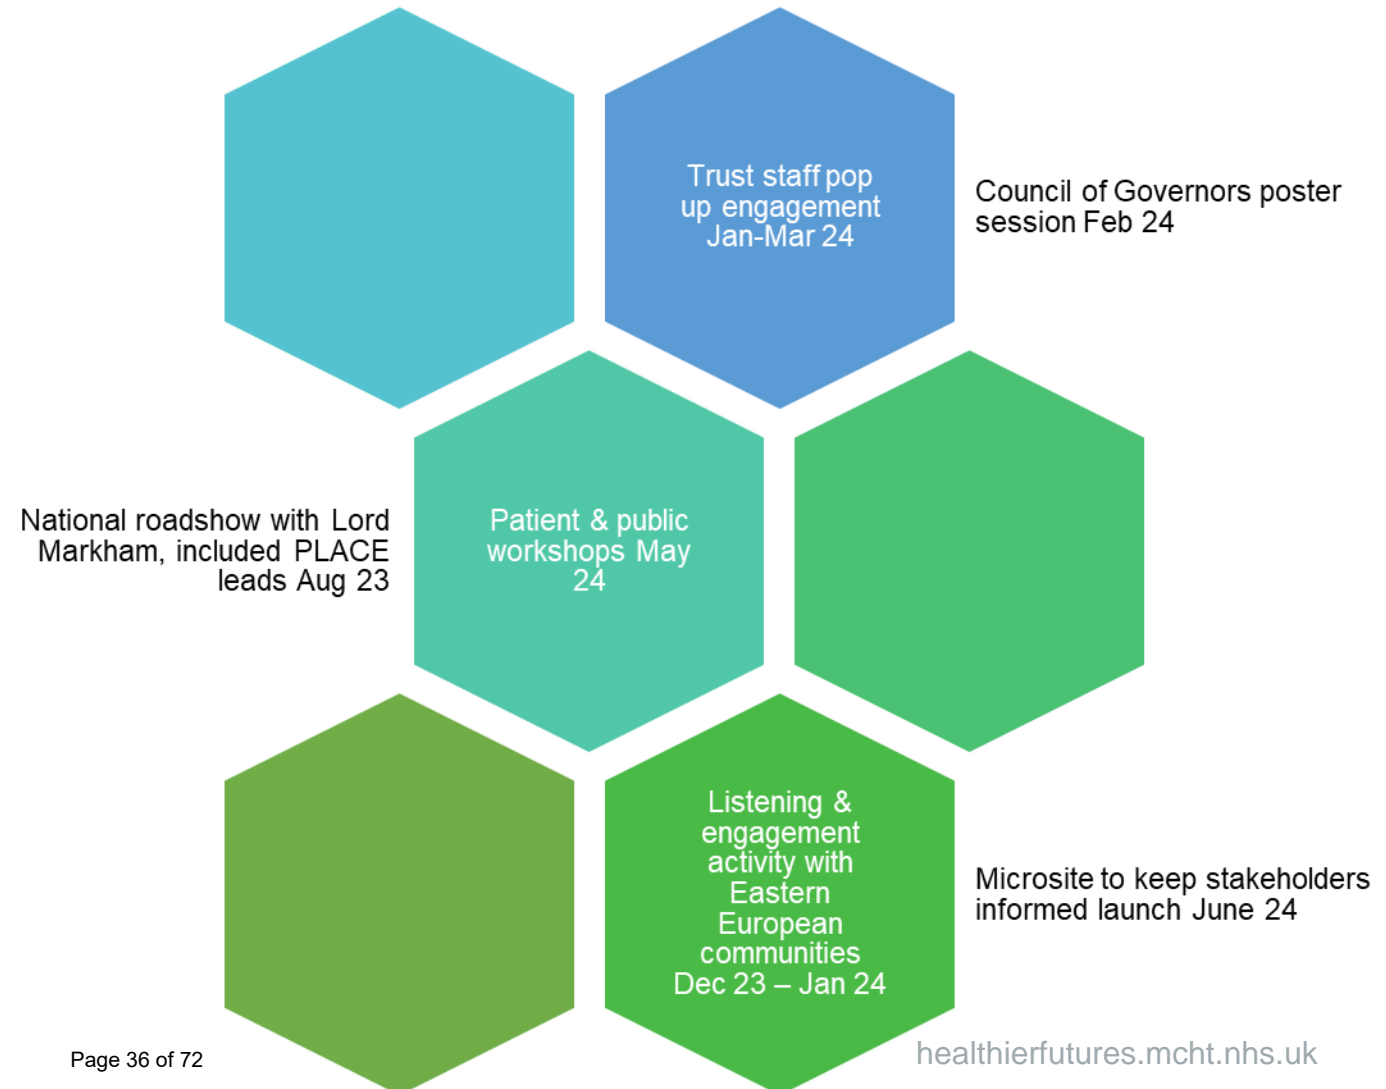 Trust staff pop
up engagement
Jan-Mar 24
Council of Governors poster
session Feb 24
National roadshow with Lord
Markham, included PLACE
leads Aug 23
Patient & public
workshops May
24
Listening &
engagement
activity with
Eastern
European
communities
Dec 23 – Jan 24
Microsite to keep stakeholders
informed launch June 24
Page 36 of 72
healthierfutures.mcht.nhs.uk